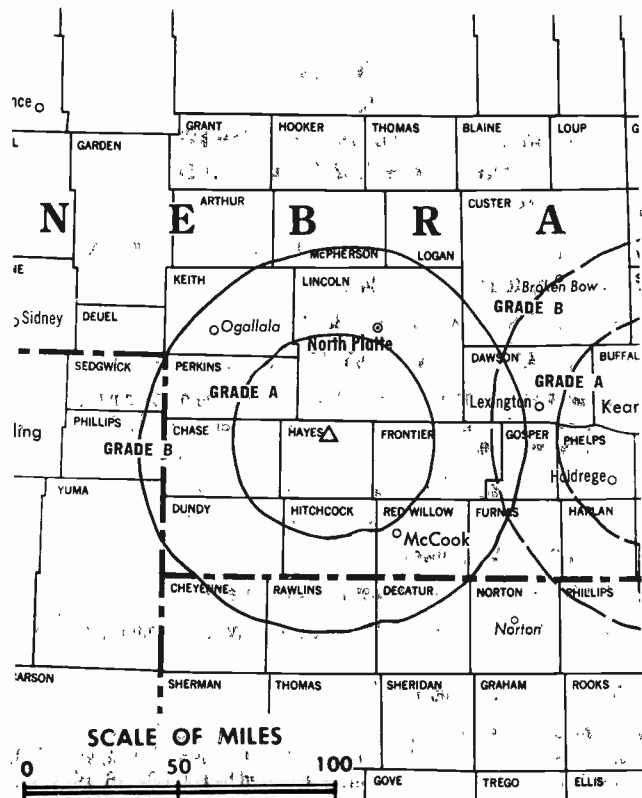 nce
GRANT HOOKER THOMAS BLAINE LOUP G
L GARDEN
ARTHUR CUSTER
N E B R A
McPHERSON LOGAN
NE KEITH LINCOLN
Broken Bow
GRADE B
Sidney DEUEL Ogallala
North Platte
SEDGWICK PERKINS DAWSON BUFFAL
GRADE A GRADE A
Lexington Kear
PHILLIPS CHASE HAYES FRONTIER GOSPER PHELPS
ling GRADE B
Holdrege
YUMA
DUNDY HITCHCOCK RED WILLOW FURNES HARLAN
McCook
CHEYENNE RAWLINS DECATUR NORTON PHILLIPS
Norton
CARSON SHERMAN THOMAS SHERIDAN GRAHAM ROOKS
SCALE OF MILES
0 50 100
GOVE TREGO ELLIS